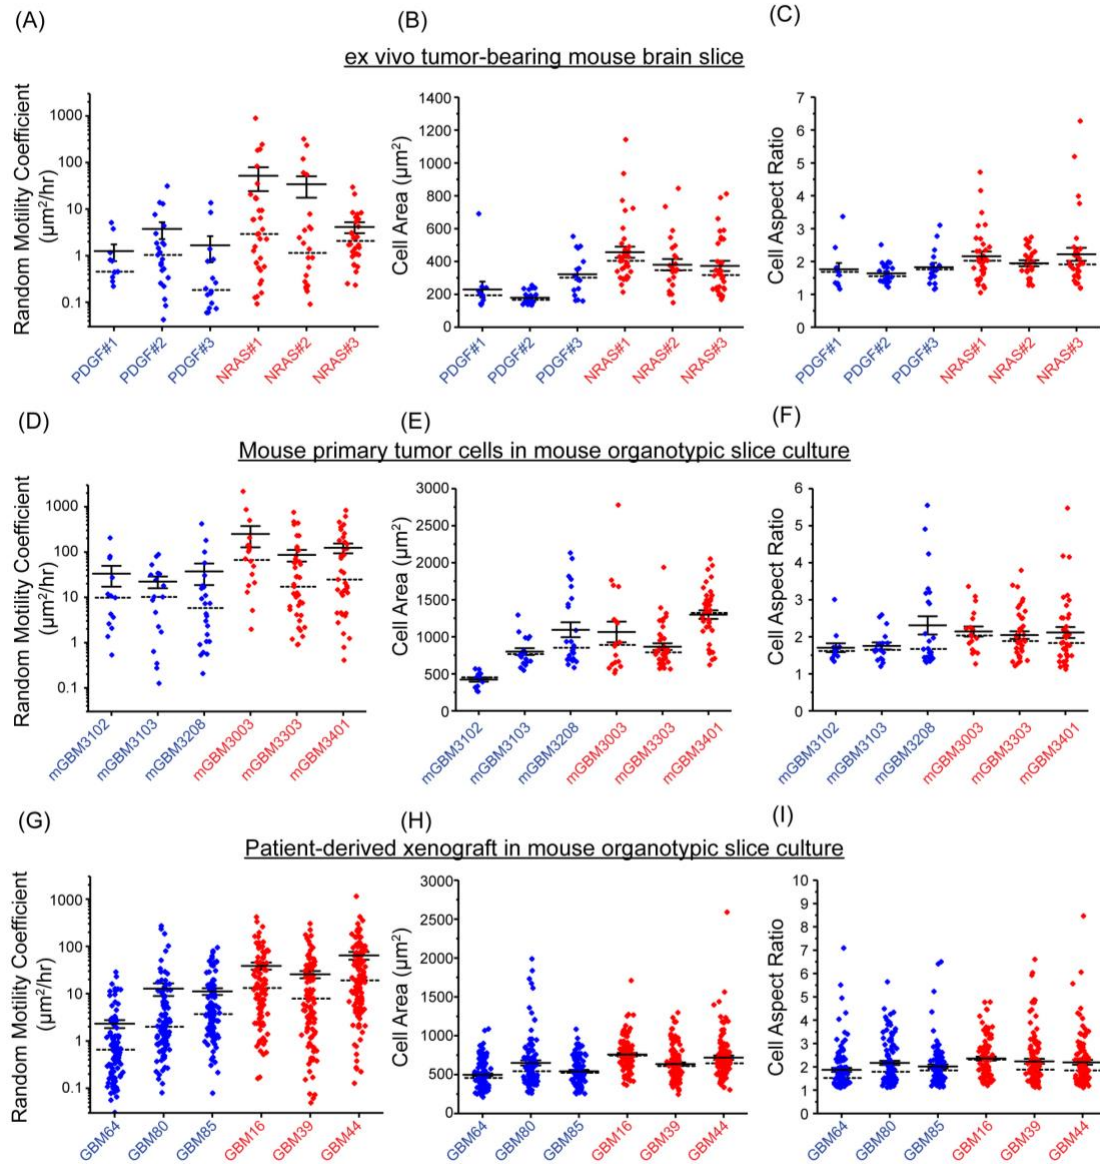 (A)
(B)
(C)
ex vivo tumor-bearing mouse brain slice
Random Motility Coefficient
(µm²/hr)
1000
100
10
1
0.1
PDGF#1
PDGF#2
PDGF#3
NRAS#1
NRAS#2
NRAS#3
Cell Area (µm²)
1400
1200
1000
800
600
400
200
0
PDGF#1
PDGF#2
PDGF#3
NRAS#1
NRAS#2
NRAS#3
Cell Aspect Ratio
7
6
5
4
3
2
1
0
PDGF#1
PDGF#2
PDGF#3
NRAS#1
NRAS#2
NRAS#3
(D)
(E)
(F)
Mouse primary tumor cells in mouse organotypic slice culture
Random Motility Coefficient
(µm²/hr)
1000
100
10
1
0.1
mGBM3102
mGBM3103
mGBM3208
mGBM3003
mGBM3303
mGBM3401
Cell Area (µm²)
3000
2500
2000
1500
1000
500
0
mGBM3102
mGBM3103
mGBM3208
mGBM3003
mGBM3303
mGBM3401
Cell Aspect Ratio
6
5
4
3
2
1
0
mGBM3102
mGBM3103
mGBM3208
mGBM3003
mGBM3303
mGBM3401
(G)
(H)
(I)
Patient-derived xenograft in mouse organotypic slice culture
Random Motility Coefficient
(µm²/hr)
1000
100
10
1
0.1
GBM64
GBM80
GBM85
GBM16
GBM39
GBM44
Cell Area (µm²)
3000
2500
2000
1500
1000
500
0
GBM64
GBM80
GBM85
GBM16
GBM39
GBM44
Cell Aspect Ratio
10
9
8
7
6
5
4
3
2
1
0
GBM64
GBM80
GBM85
GBM16
GBM39
GBM44